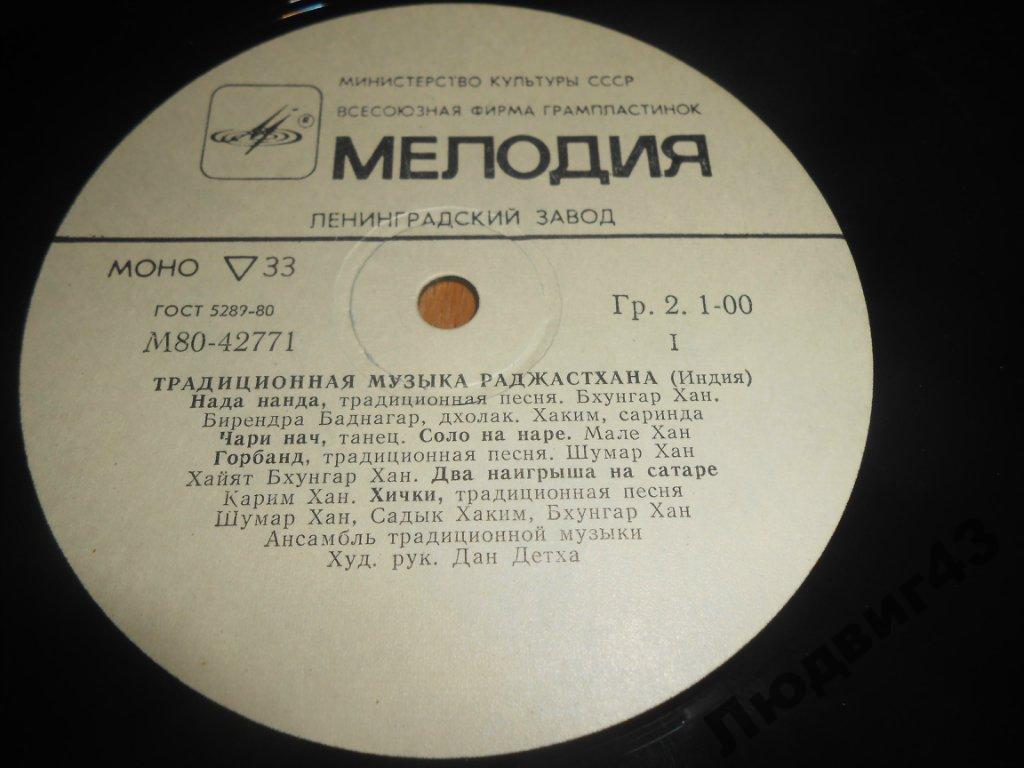 МИНИСТЕРСТВО КУЛЬТУРЫ СССР
ВСЕСОЮЗНАЯ ФИРМА ГРАМПЛАСТИНОК
®
МЕЛОДИЯ
ЛЕНИНГРАДСКИЙ ЗАВОД
МОНО ▽ 33
ГОСТ 5289-80
Гр. 2. 1-00
М80-42771
I
ТРАДИЦИОННАЯ МУЗЫКА РАДЖАСТХАНА (Индия)
Нада нанда, традиционная песня. Бхунгар Хан.
Бирендра Баднагар, дхолак. Хаким, саринда
Чари нач, танец. Соло на наре. Мале Хан
Горбанд, традиционная песня. Шумар Хан
Хайят Бхунгар Хан. Два наигрыша на сатаре
Карим Хан. Хички, традиционная песня
Шумар Хан, Садык Хаким, Бхунгар Хан
Ансамбль традиционной музыки
Худ. рук. Дан Детха
Людвиг43